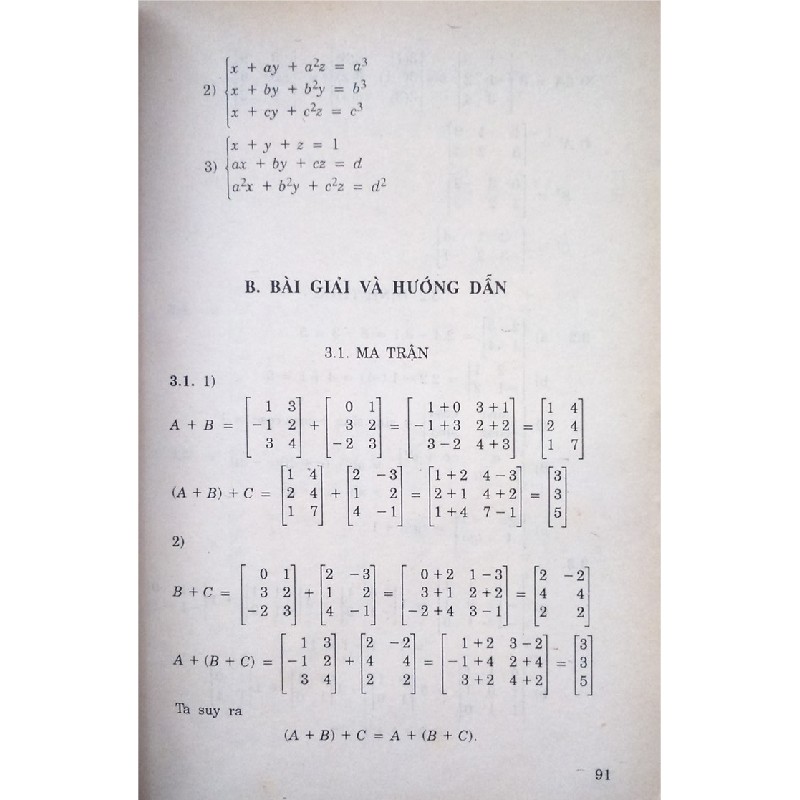 2) { x + ay + a²z = a³
x + by + b²y = b³
x + cy + c²z = c³
3) { x + y + z = 1
ax + by + cz = d
a²x + b²y + c²z = d²
B. BÀI GIẢI VÀ HƯỚNG DẪN
3.1. MA TRẬN
3.1. 1)
A + B = [1 3; −1 2; 3 4] + [0 1; 3 2; −2 3] = [1+0 3+1; −1+3 2+2; 3−2 4+3] = [1 4; 2 4; 1 7]
(A + B) + C = [1 4; 2 4; 1 7] + [2 −3; 1 2; 4 −1] = [1+2 4−3; 2+1 4+2; 1+4 7−1] = [3; 3; 5]
2)
B + C = [0 1; 3 2; −2 3] + [2 −3; 1 2; 4 −1] = [0+2 1−3; 3+1 2+2; −2+4 3−1] = [2 −2; 4 4; 2 2]
A + (B + C) = [1 3; −1 2; 3 4] + [2 −2; 4 4; 2 2] = [1+2 3−2; −1+4 2+4; 3+2 4+2] = [3; 3; 5]
Ta suy ra
(A + B) + C = A + (B + C).
91